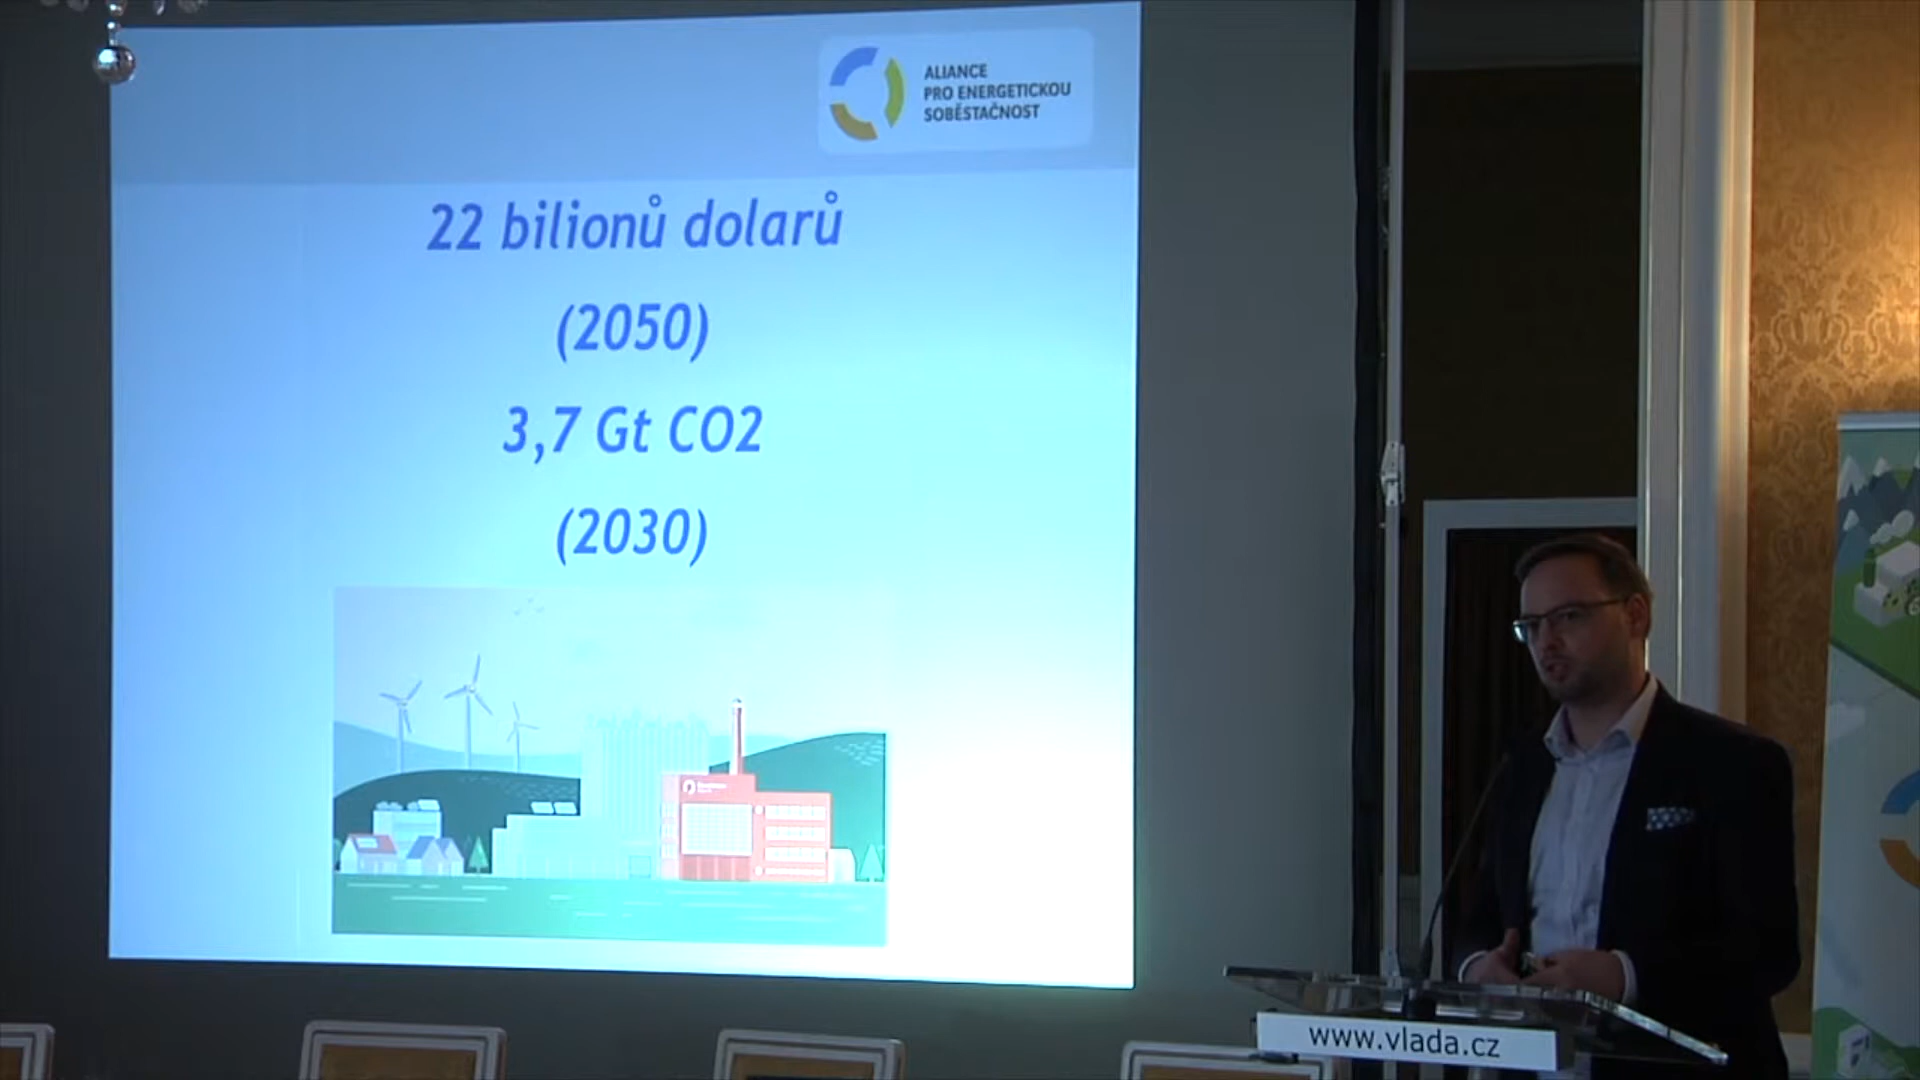 ALIANCE
PRO ENERGETICKOU
SOBĚSTAČNOST
22 bilionů dolarů
(2050)
3,7 Gt CO2
(2030)
www.vlada.cz